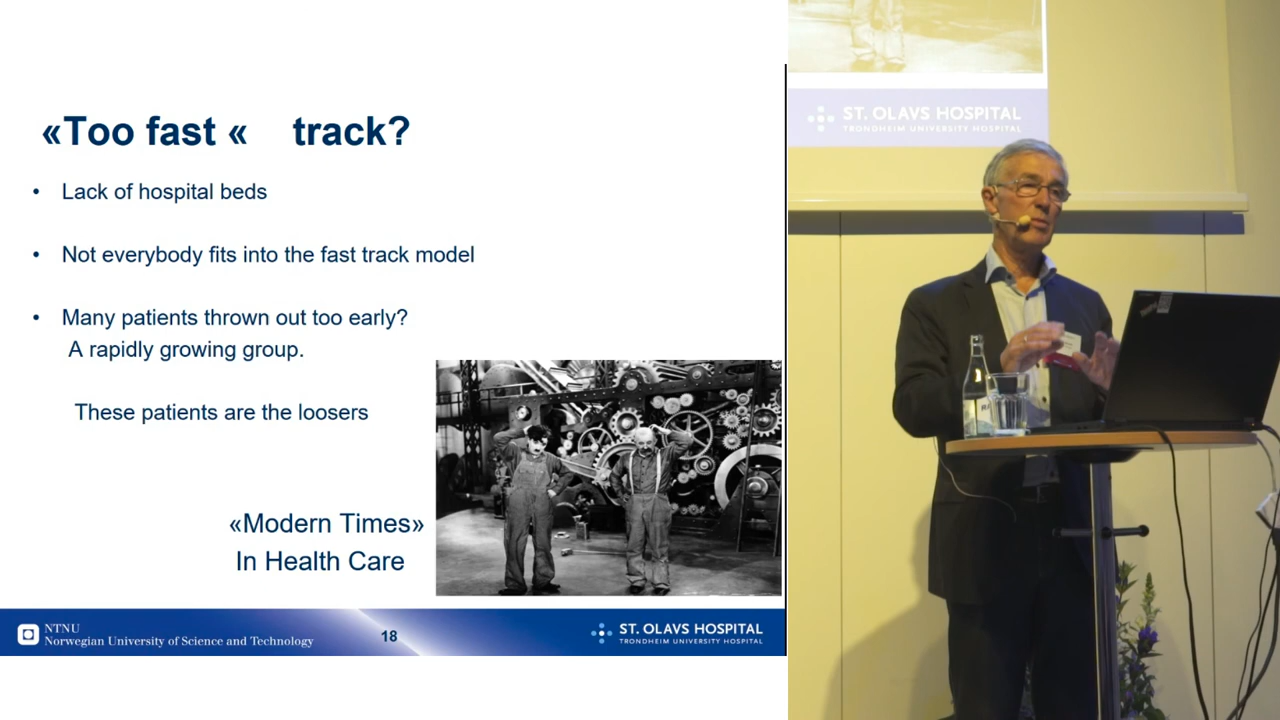 «Too fast « track?
• Lack of hospital beds
• Not everybody fits into the fast track model
• Many patients thrown out too early?
A rapidly growing group.
These patients are the loosers
«Modern Times»
In Health Care
NTNU
Norwegian University of Science and Technology
18
ST. OLAVS HOSPITAL
TRONDHEIM UNIVERSITY HOSPITAL
ST. OLAVS HOSPITAL
TRONDHEIM UNIVERSITY HOSPITAL
ThinkPad